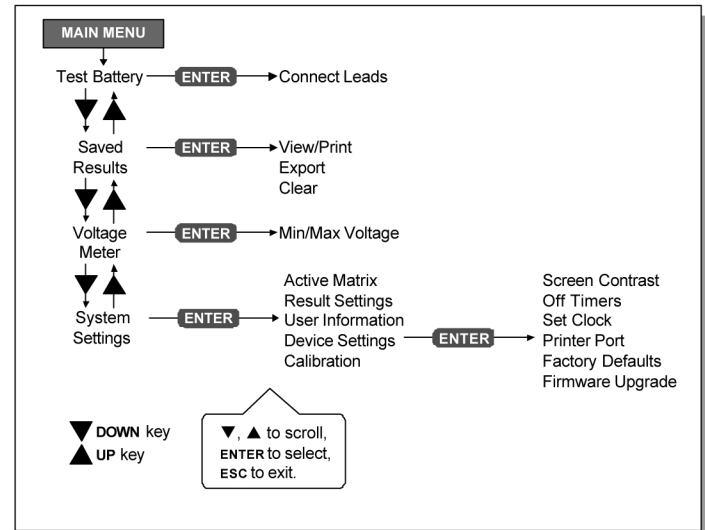 MAIN MENU
Test Battery ENTER Connect Leads
Saved Results ENTER View/Print
Export
Clear
Voltage Meter ENTER Min/Max Voltage
System Settings ENTER Active Matrix
Result Settings
User Information
Device Settings ENTER
Calibration
Screen Contrast
Off Timers
Set Clock
Printer Port
Factory Defaults
Firmware Upgrade
▼ DOWN key
▲ UP key
▼, ▲ to scroll,
ENTER to select,
ESC to exit.